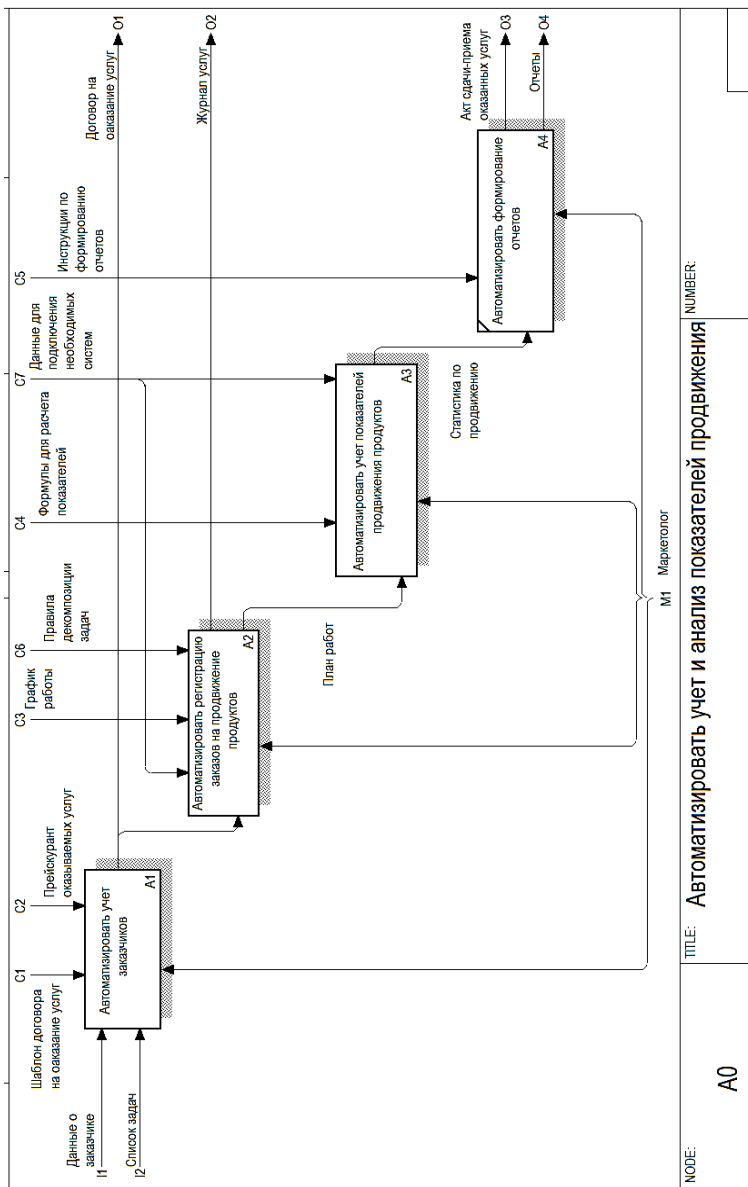 C1
C2
C3
C6
C4
C7
C5
Шаблон договора
на оаказание услуг
Прейскурант
оказываемых услуг
График
работы
Правила
декомпозиции
задач
Формулы для расчета
показателей
Данные для
подключения
необходимых
систем
Инструкции по
формированию
отчетов
Договор на
оаказание услуг
O1
Данные о
заказчике
I1
Список задач
I2
Автоматизировать учет
заказчиков
A1
Журнал услуг
O2
Автоматизировать регистрацию
заказов на продвижение
продуктов
A2
План работ
Автоматизировать учет показателей
продвижения продуктов
A3
Статистика по
продвижению
Автоматизировать формирование
отчетов
A4
Акт сдачи-приема
оказанных услуг
O3
Отчеты
O4
M1
Маркетолог
NODE:
A0
TITLE:
Автоматизировать учет и анализ показателей продвижения
NUMBER: